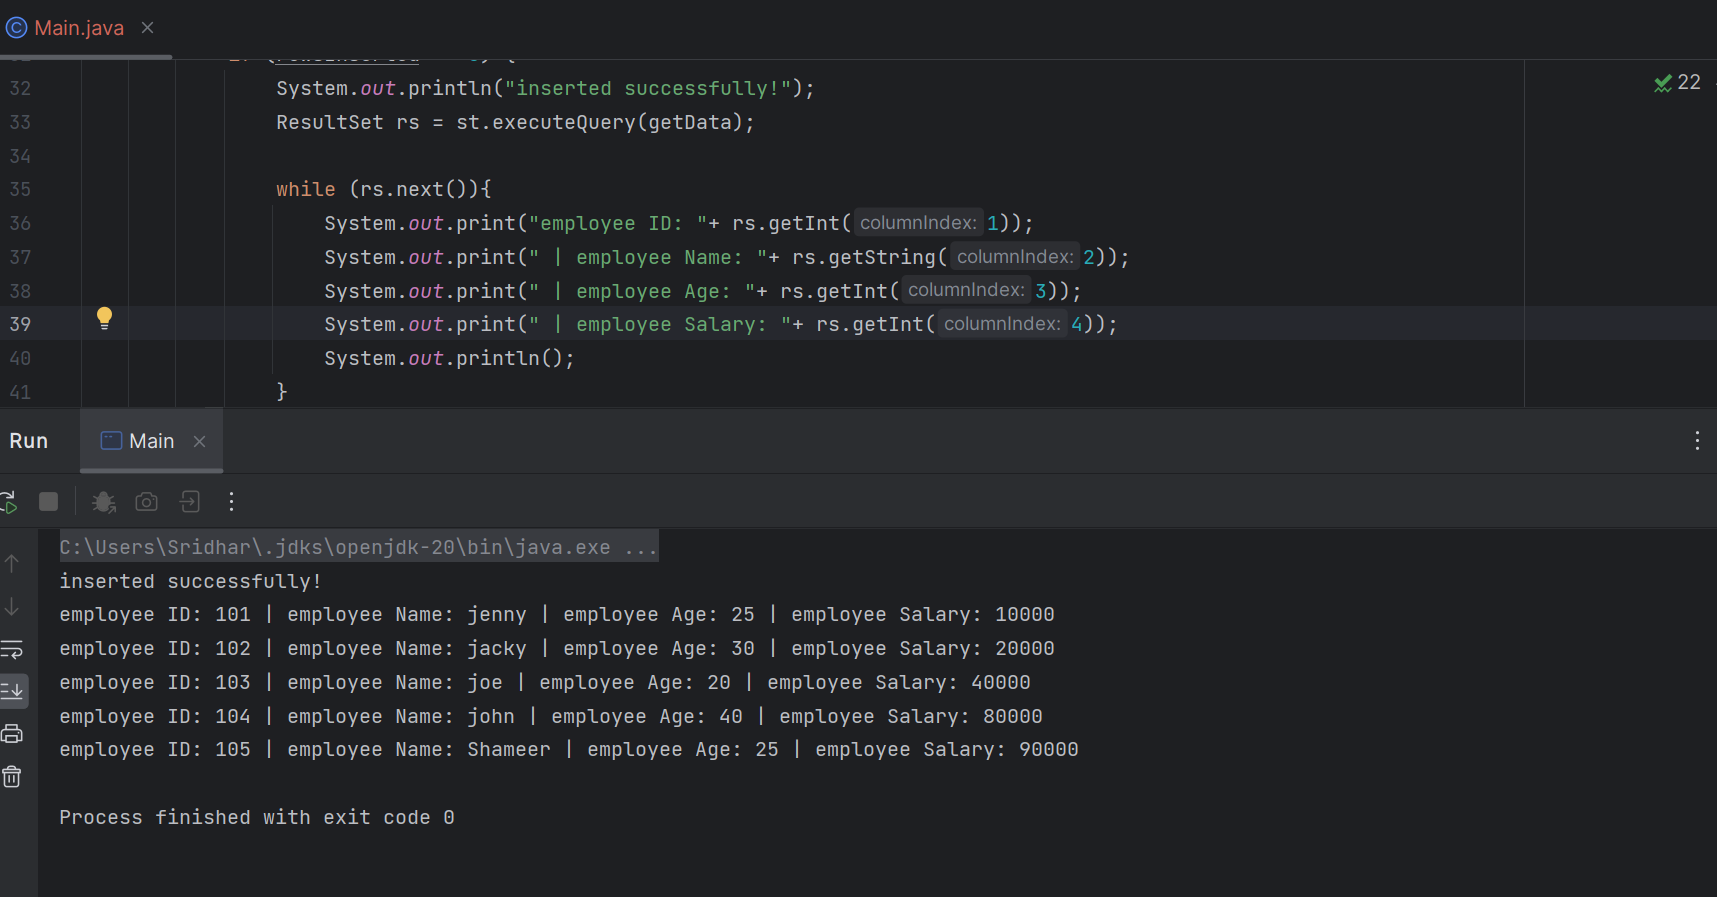 Main.java
32 System.out.println("inserted successfully!");
22
33 ResultSet rs = st.executeQuery(getData);
34
35 while (rs.next()){
36 System.out.print("employee ID: "+ rs.getInt( columnIndex: 1));
37 System.out.print(" | employee Name: "+ rs.getString( columnIndex: 2));
38 System.out.print(" | employee Age: "+ rs.getInt( columnIndex: 3));
39 System.out.print(" | employee Salary: "+ rs.getInt( columnIndex: 4));
40 System.out.println();
41 }
Run Main
C:\Users\Sridhar\.jdks\openjdk-20\bin\java.exe ...
inserted successfully!
employee ID: 101 | employee Name: jenny | employee Age: 25 | employee Salary: 10000
employee ID: 102 | employee Name: jacky | employee Age: 30 | employee Salary: 20000
employee ID: 103 | employee Name: joe | employee Age: 20 | employee Salary: 40000
employee ID: 104 | employee Name: john | employee Age: 40 | employee Salary: 80000
employee ID: 105 | employee Name: Shameer | employee Age: 25 | employee Salary: 90000
Process finished with exit code 0